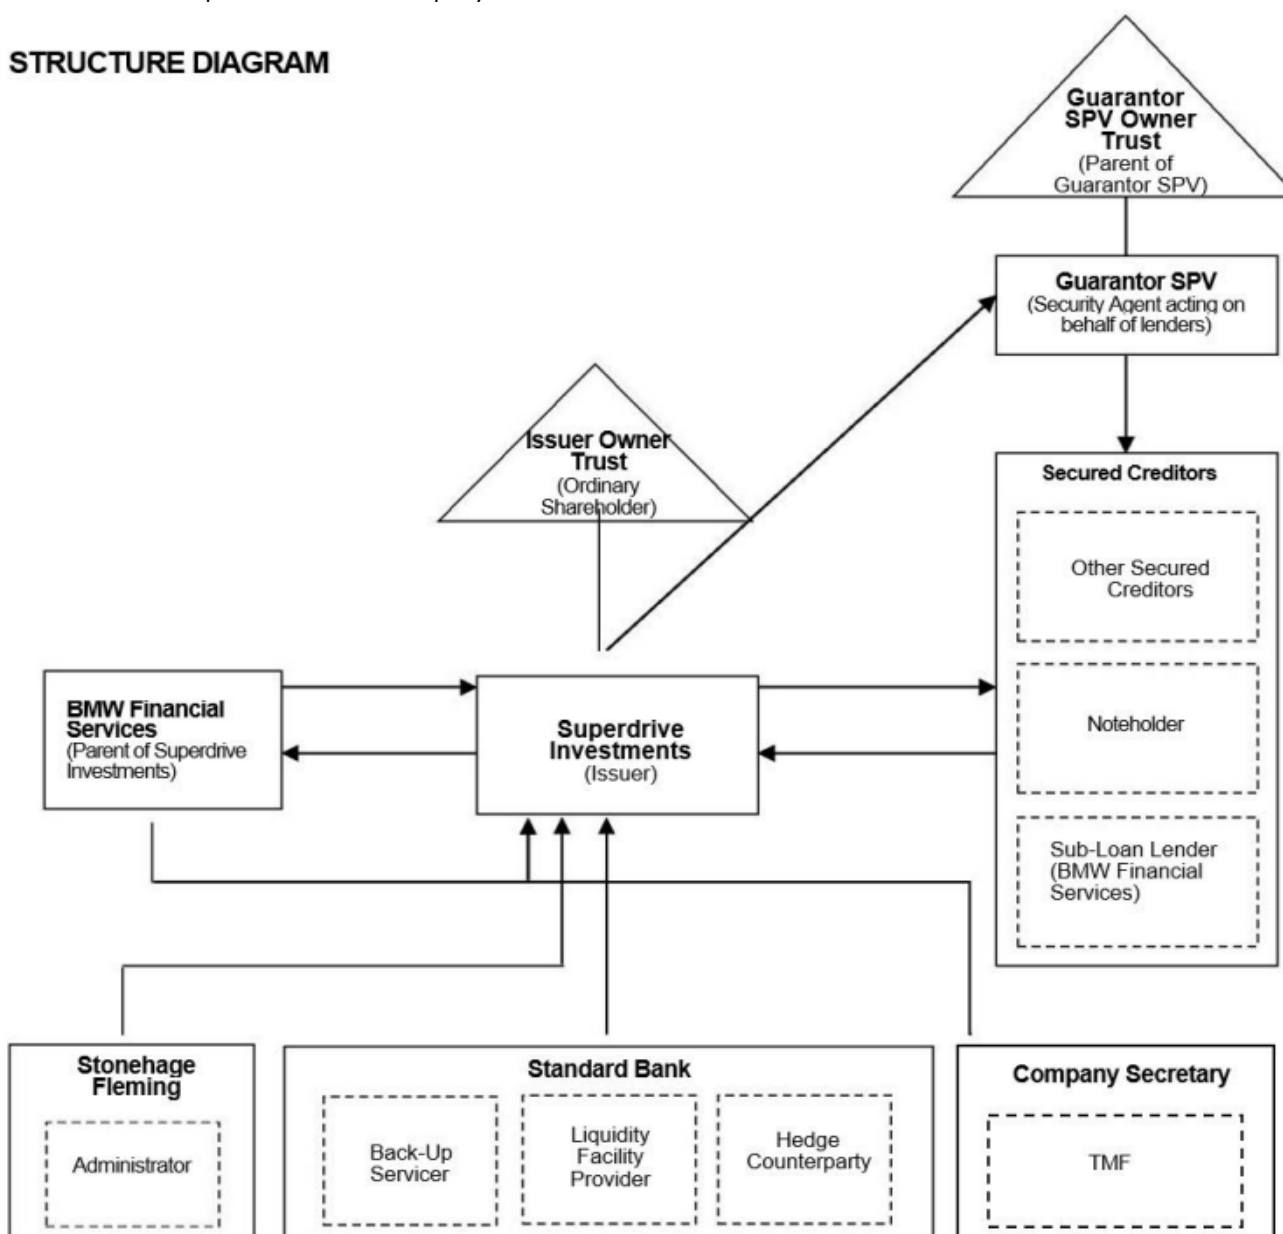 STRUCTURE DIAGRAM
Guarantor
SPV Owner
Trust
(Parent of
Guarantor SPV)
Guarantor SPV
(Security Agent acting on
behalf of lenders)
Issuer Owner
Trust
(Ordinary
Shareholder)
Secured Creditors
Other Secured
Creditors
Noteholder
Sub-Loan Lender
(BMW Financial
Services)
BMW Financial
Services
(Parent of Superdrive
Investments)
Superdrive
Investments
(Issuer)
Stonehage
Fleming
Administrator
Standard Bank
Back-Up
Servicer
Liquidity
Facility
Provider
Hedge
Counterparty
Company Secretary
TMF